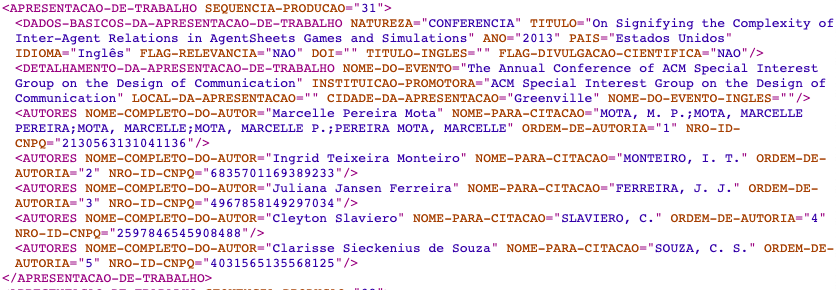 <APRESENTACAO-DE-TRABALHO SEQUENCIA-PRODUCAO="31">
<DADOS-BASICOS-DA-APRESENTACAO-DE-TRABALHO NATUREZA="CONFERENCIA" TITULO="On Signifying the Complexity of
Inter-Agent Relations in AgentSheets Games and Simulations" ANO="2013" PAIS="Estados Unidos"
IDIOMA="Inglês" FLAG-RELEVANCIA="NAO" DOI="" TITULO-INGLES="" FLAG-DIVULGACAO-CIENTIFICA="NAO"/>
<DETALHAMENTO-DA-APRESENTACAO-DE-TRABALHO NOME-DO-EVENTO="The Annual Conference of ACM Special Interest
Group on the Design of Communication" INSTITUICAO-PROMOTORA="ACM Special Interest Group on the Design of
Communication" LOCAL-DA-APRESENTACAO="" CIDADE-DA-APRESENTACAO="Greenville" NOME-DO-EVENTO-INGLES=""/>
<AUTORES NOME-COMPLETO-DO-AUTOR="Marcelle Pereira Mota" NOME-PARA-CITACAO="MOTA, M. P.;MOTA, MARCELLE
PEREIRA;MOTA, MARCELLE;MOTA, MARCELLE P.;PEREIRA MOTA, MARCELLE" ORDEM-DE-AUTORIA="1" NRO-ID-
CNPQ="2130563131041136"/>
<AUTORES NOME-COMPLETO-DO-AUTOR="Ingrid Teixeira Monteiro" NOME-PARA-CITACAO="MONTEIRO, I. T." ORDEM-DE-
AUTORIA="2" NRO-ID-CNPQ="6835701169389233"/>
<AUTORES NOME-COMPLETO-DO-AUTOR="Juliana Jansen Ferreira" NOME-PARA-CITACAO="FERREIRA, J. J." ORDEM-DE-
AUTORIA="3" NRO-ID-CNPQ="4967858149297034"/>
<AUTORES NOME-COMPLETO-DO-AUTOR="Cleyton Slaviero" NOME-PARA-CITACAO="SLAVIERO, C." ORDEM-DE-AUTORIA="4"
NRO-ID-CNPQ="2597846545908488"/>
<AUTORES NOME-COMPLETO-DO-AUTOR="Clarisse Sieckenius de Souza" NOME-PARA-CITACAO="SOUZA, C. S." ORDEM-DE-
AUTORIA="5" NRO-ID-CNPQ="4031565135568125"/>
</APRESENTACAO-DE-TRABALHO>